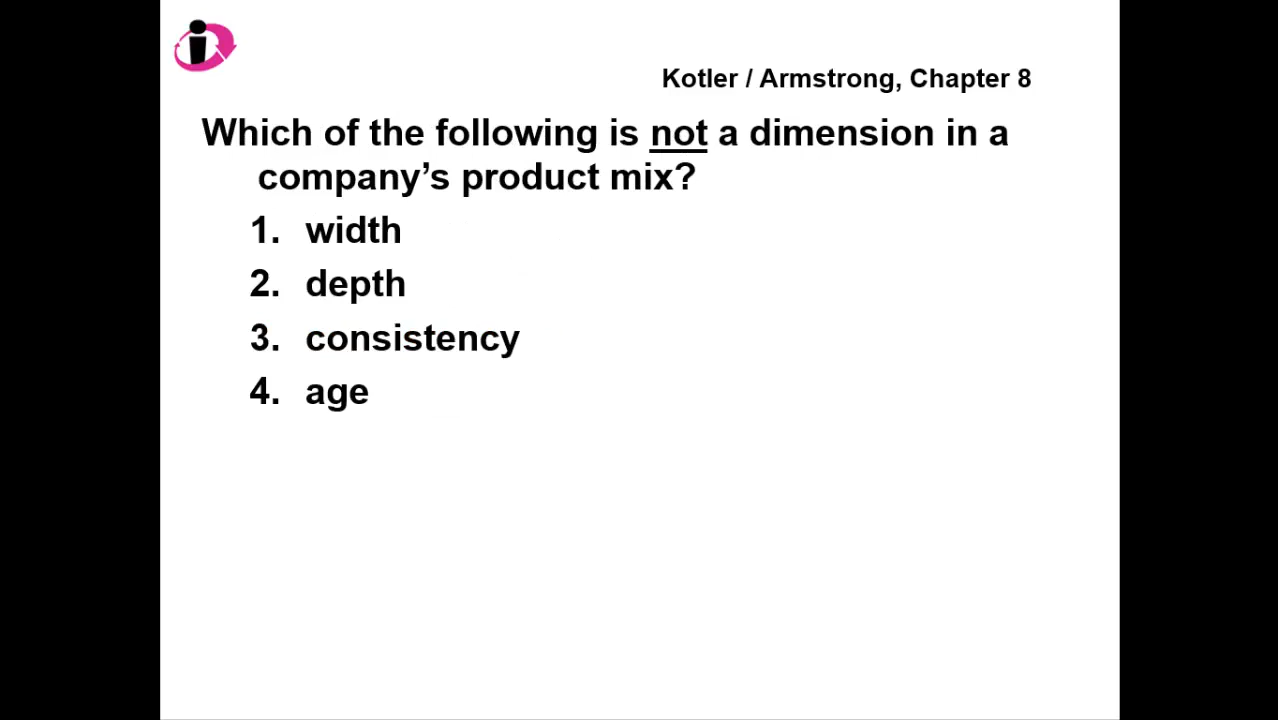 Kotler / Armstrong, Chapter 8
Which of the following is not a dimension in a
company’s product mix?
1. width
2. depth
3. consistency
4. age